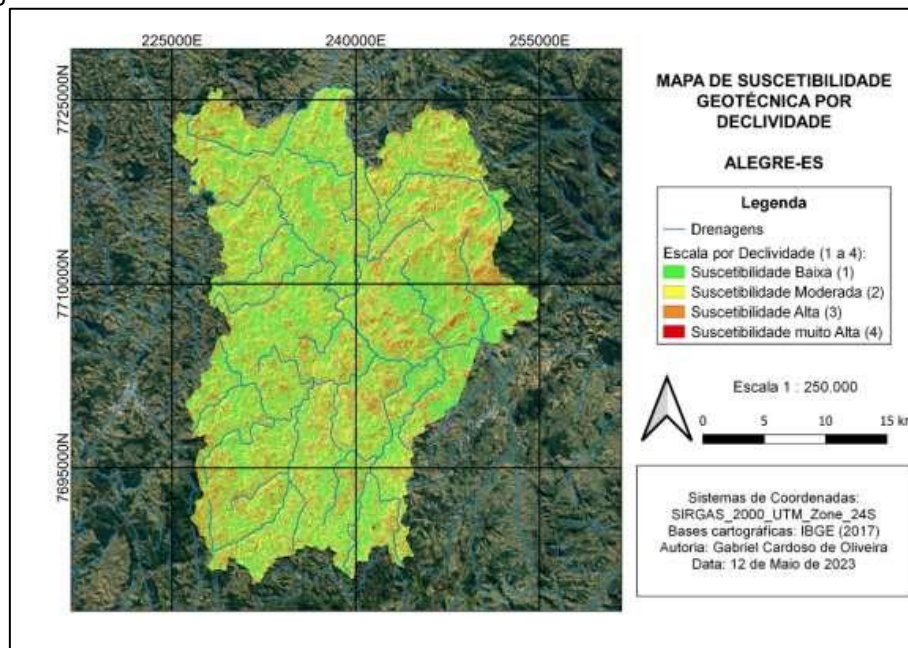 225000E
240000E
255000E
7725000N
7710000N
7695000N
MAPA DE SUSCETIBILIDADE
GEOTÉCNICA POR
DECLIVIDADE
ALEGRE-ES
Legenda
Drenagens
Escala por Declividade (1 a 4):
Suscetibilidade Baixa (1)
Suscetibilidade Moderada (2)
Suscetibilidade Alta (3)
Suscetibilidade muito Alta (4)
Escala 1 : 250.000
0 5 10 15 km
Sistemas de Coordenadas:
SIRGAS_2000_UTM_Zone_24S
Bases cartográficas: IBGE (2017)
Autoria: Gabriel Cardoso de Oliveira
Data: 12 de Maio de 2023